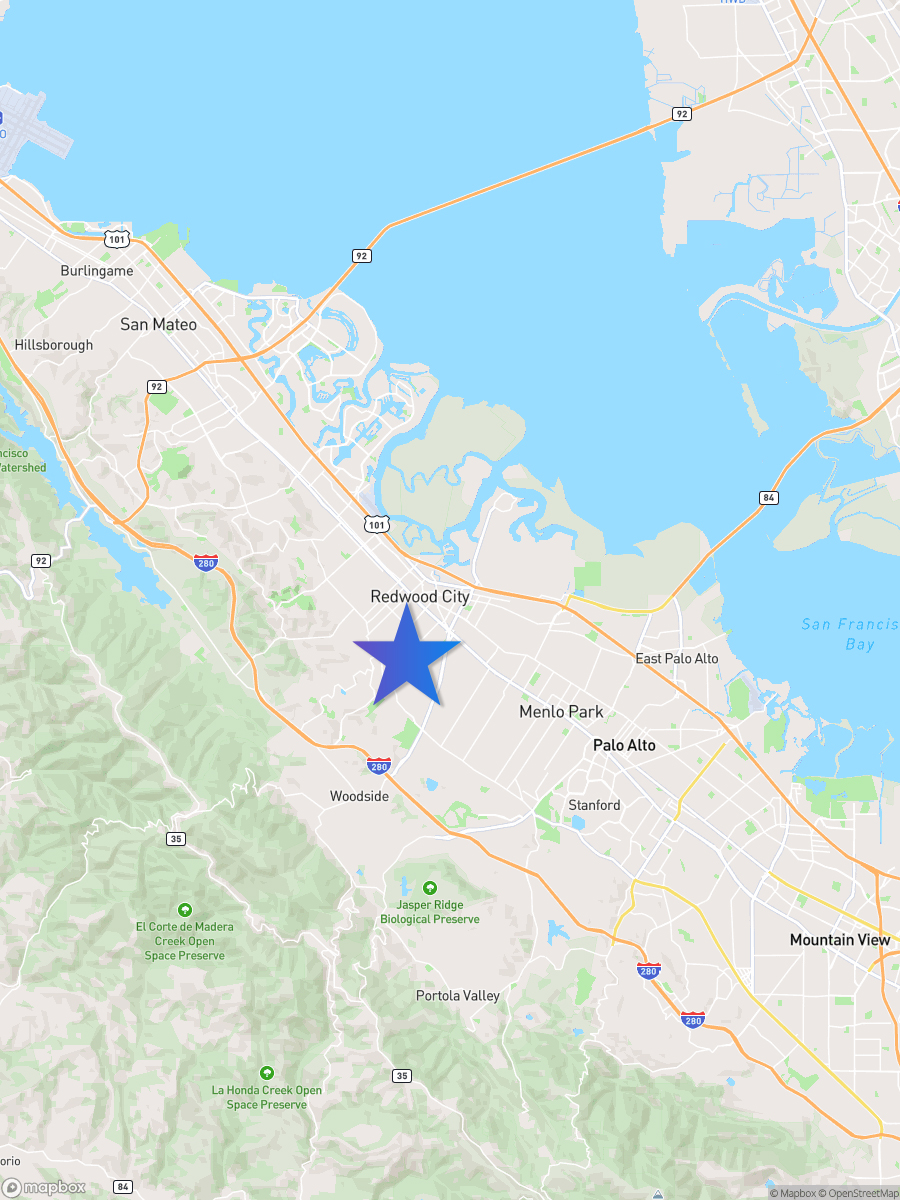 92
92
101
Burlingame
San Mateo
Hillsborough
92
ncisco
Watershed
84
101
92
280
Redwood City
San Francis
Bay
East Palo Alto
Menlo Park
Palo Alto
280
Woodside
Stanford
35
Jasper Ridge
Biological Preserve
El Corte de Madera
Creek Open
Space Preserve
Mountain View
280
Portola Valley
280
La Honda Creek Open
Space Preserve
35
orio
84
mapbox
© Mapbox © OpenStreetMap